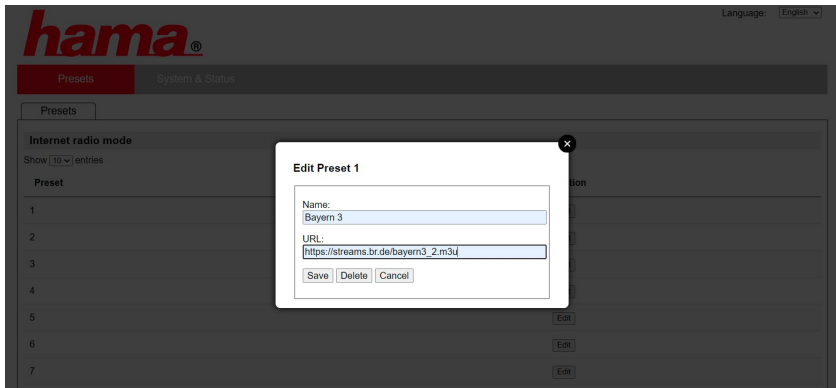 Language: English
hama®
Presets System & Status
Presets
Internet radio mode
Show 10 entries
Preset
1
2
3
4
5 Edit
6 Edit
7 Edit
×
Edit Preset 1
Name:
Bayern 3
URL:
https://streams.br.de/bayern3_2.m3u
Save Delete Cancel